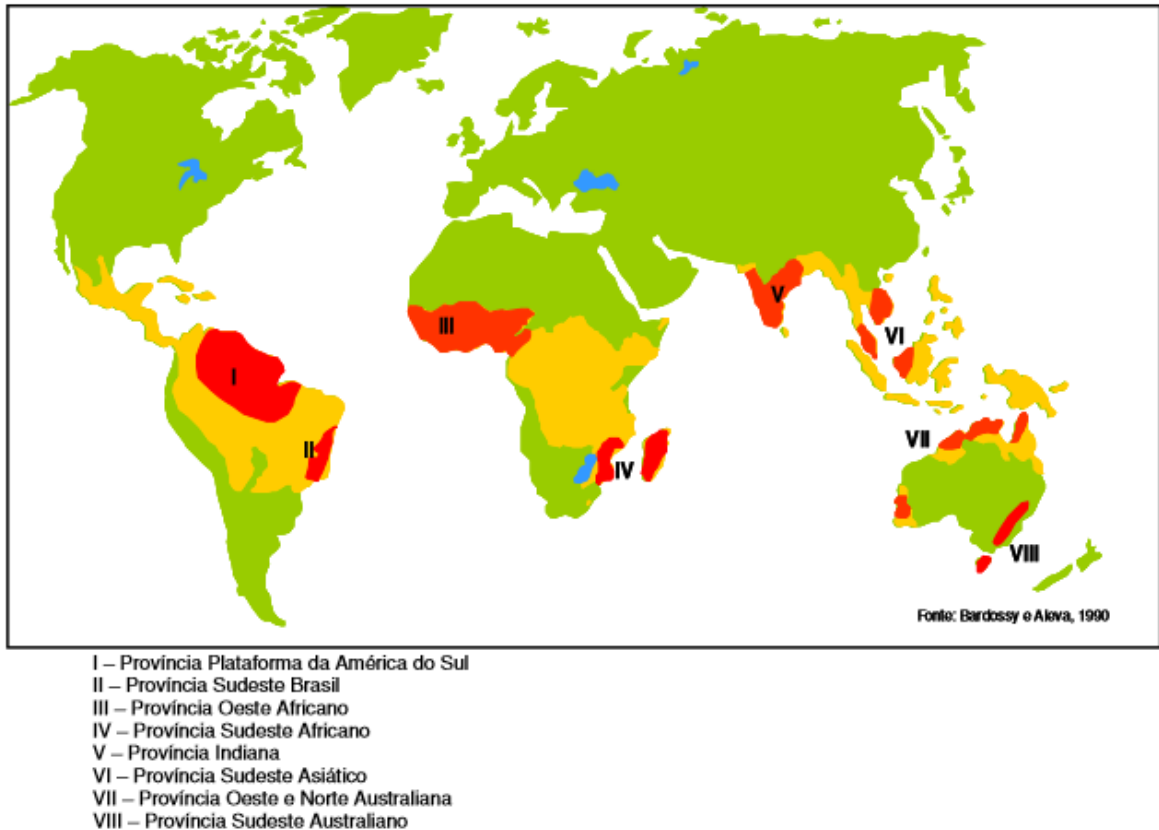 I
II
III
IV
V
VI
VII
VIII
Fonte: Bardossy e Aleva, 1990
I – Província Plataforma da América do Sul
II – Província Sudeste Brasil
III – Província Oeste Africano
IV – Província Sudeste Africano
V – Província Indiana
VI – Província Sudeste Asiático
VII – Província Oeste e Norte Australiana
VIII – Província Sudeste Australiano